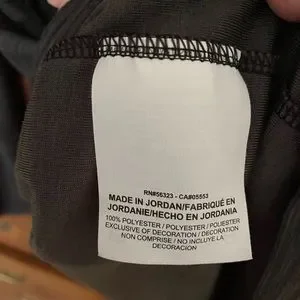 RN#56323 - CA#05553
MADE IN JORDAN/FABRIQUÉ EN
JORDANIE/HECHO EN JORDANIA
100% POLYESTER / POLYESTER / POLIESTER
EXCLUSIVE OF DECORATION / DECORATION
NON COMPRISE / NO INCLUYE LA
DECORACION